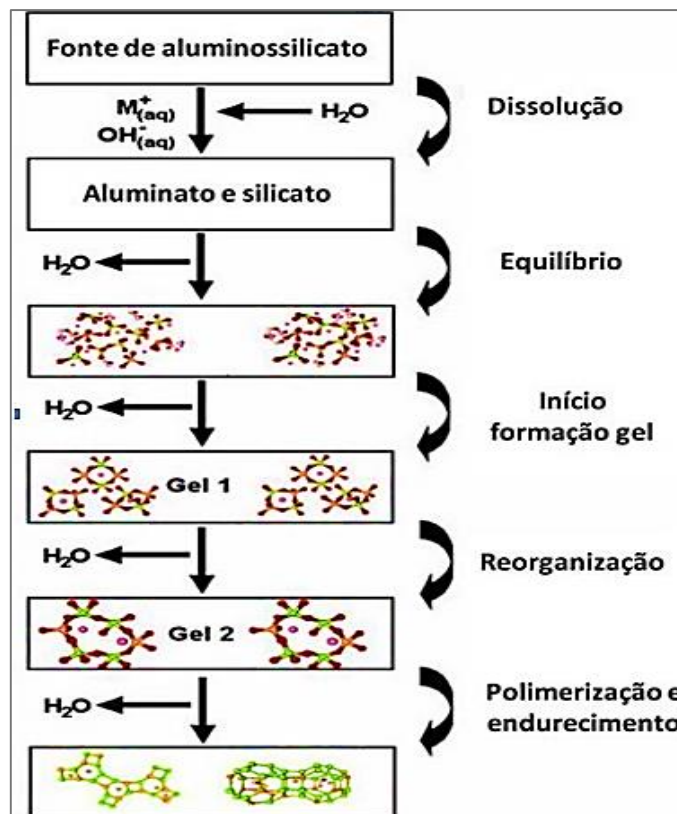 Fonte de aluminossilicato
M+(aq)
H2O
Dissolução
OH-(aq)
Aluminato e silicato
H2O
Equilíbrio
H2O
Início
formação gel
Gel 1
H2O
Reorganização
Gel 2
H2O
Polimerização e
endurecimento